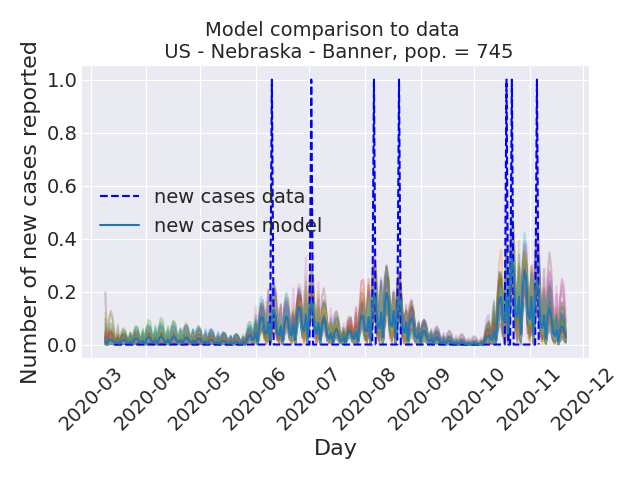 Model comparison to data
US - Nebraska - Banner, pop. = 745
Number of new cases reported
1.0
0.8
0.6
0.4
0.2
0.0
new cases data
new cases model
2020-03
2020-04
2020-05
2020-06
2020-07
2020-08
2020-09
2020-10
2020-11
2020-12
Day